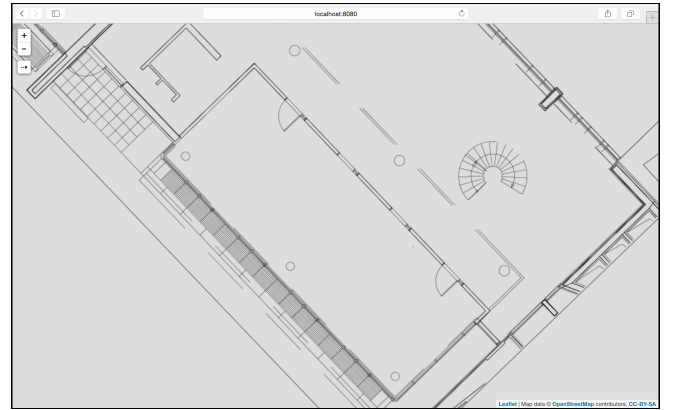 localhost:8080
+
−
Leaflet | Map data © OpenStreetMap contributors, CC-BY-SA